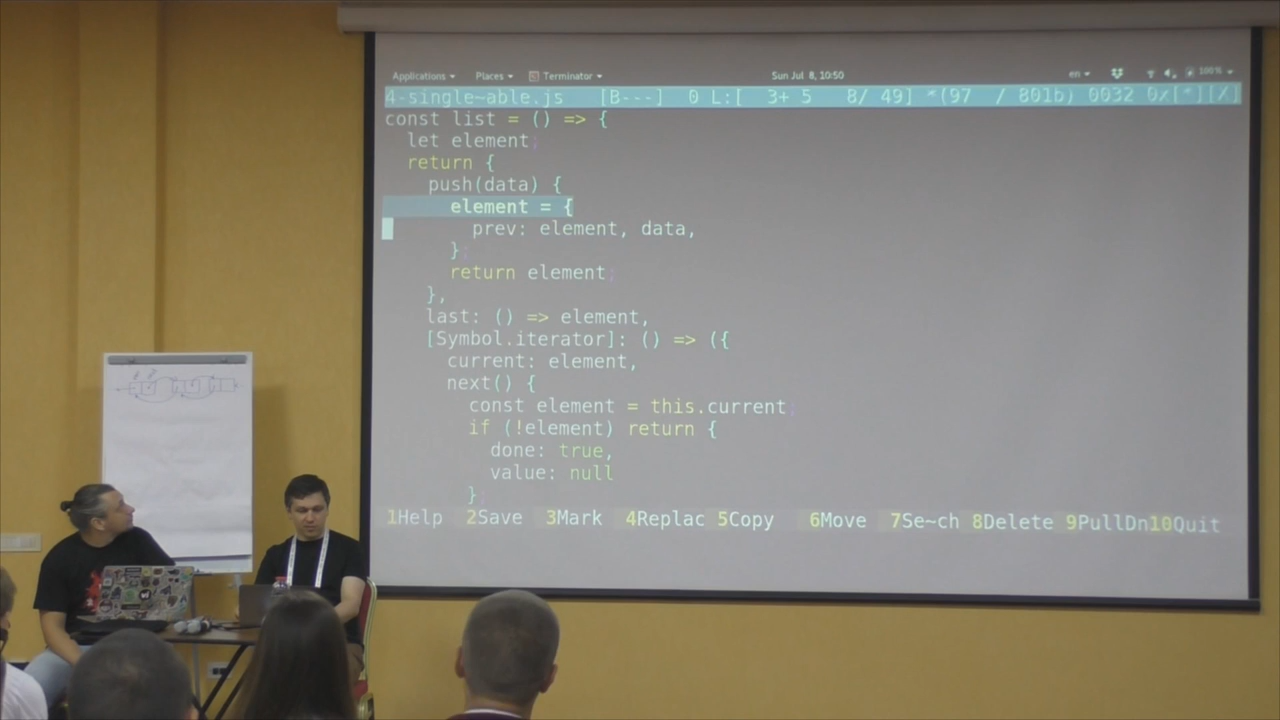 Applications Places Terminator Sun Jul 8, 10:50 en 100%
4-single~able.js [B---] 0 L:[ 3+ 5 8/ 49] *(97 / 801b) 0032 0x[*][X]
const list = () => {
let element;
return {
push(data) {
element = {
prev: element, data,
};
return element;
},
last: () => element,
[Symbol.iterator]: () => ({
current: element,
next() {
const element = this.current;
if (!element) return {
done: true,
value: null
};
1Help 2Save 3Mark 4Replac 5Copy 6Move 7Se~ch 8Delete 9PullDn 10Quit